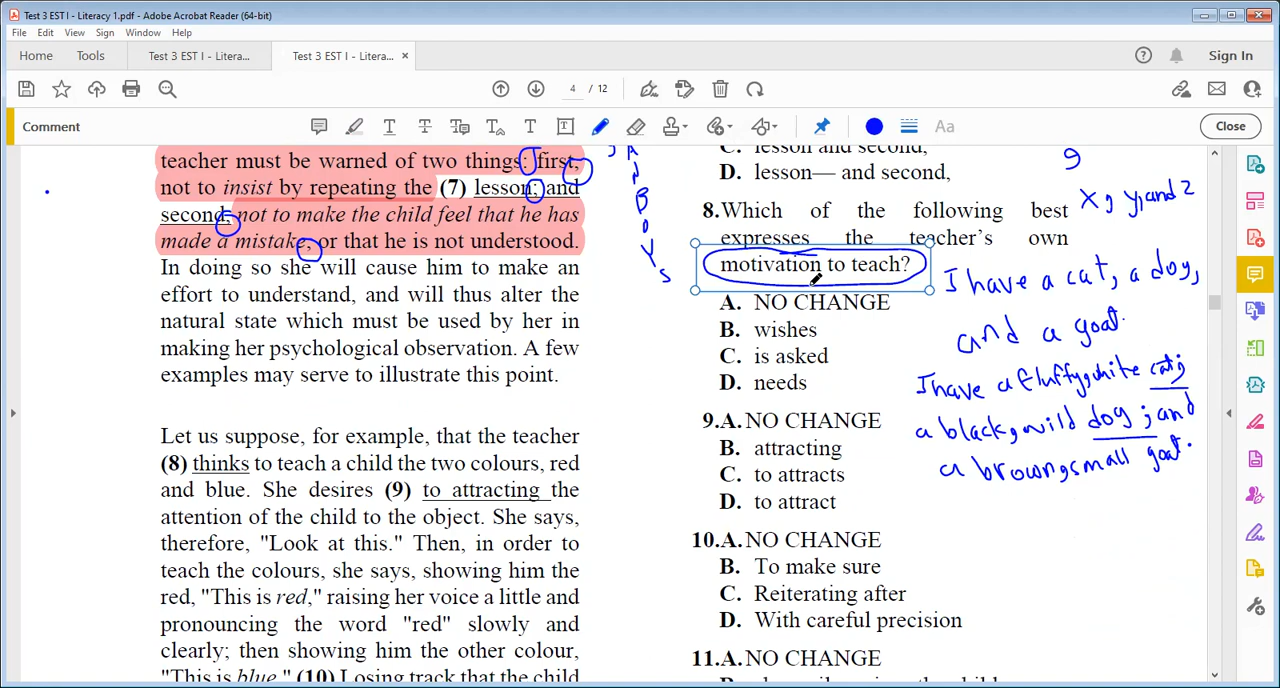 Test 3 EST I - Literacy 1.pdf - Adobe Acrobat Reader (64-bit)
File Edit View Sign Window Help
Home Tools Test 3 EST I - Litera... Test 3 EST I - Litera... × Sign In
4 / 12
Comment Aa Close
teacher must be warned of two things: first,
not to insist by repeating the (7) lesson; and
second, not to make the child feel that he has
made a mistake, or that he is not understood.
In doing so she will cause him to make an
effort to understand, and will thus alter the
natural state which must be used by her in
making her psychological observation. A few
examples may serve to illustrate this point.
Let us suppose, for example, that the teacher
(8) thinks to teach a child the two colours, red
and blue. She desires (9) to attracting the
attention of the child to the object. She says,
therefore, "Look at this." Then, in order to
teach the colours, she says, showing him the
red, "This is red," raising her voice a little and
pronouncing the word "red" slowly and
clearly; then showing him the other colour,
"This is blue." (10) Losing track that the child
C. lesson and second,
D. lesson— and second,
8. Which of the following best
expresses the teacher's own
motivation to teach?
A. NO CHANGE
B. wishes
C. is asked
D. needs
9. A. NO CHANGE
B. attracting
C. to attracts
D. to attract
10. A. NO CHANGE
B. To make sure
C. Reiterating after
D. With careful precision
11. A. NO CHANGE
F
A
N
B
O
Y
S
x, y, and z
I have a cat, a dog,
and a goat.
I have a fluffy, white cat;
a black, wild dog; and
a brown, small goat.